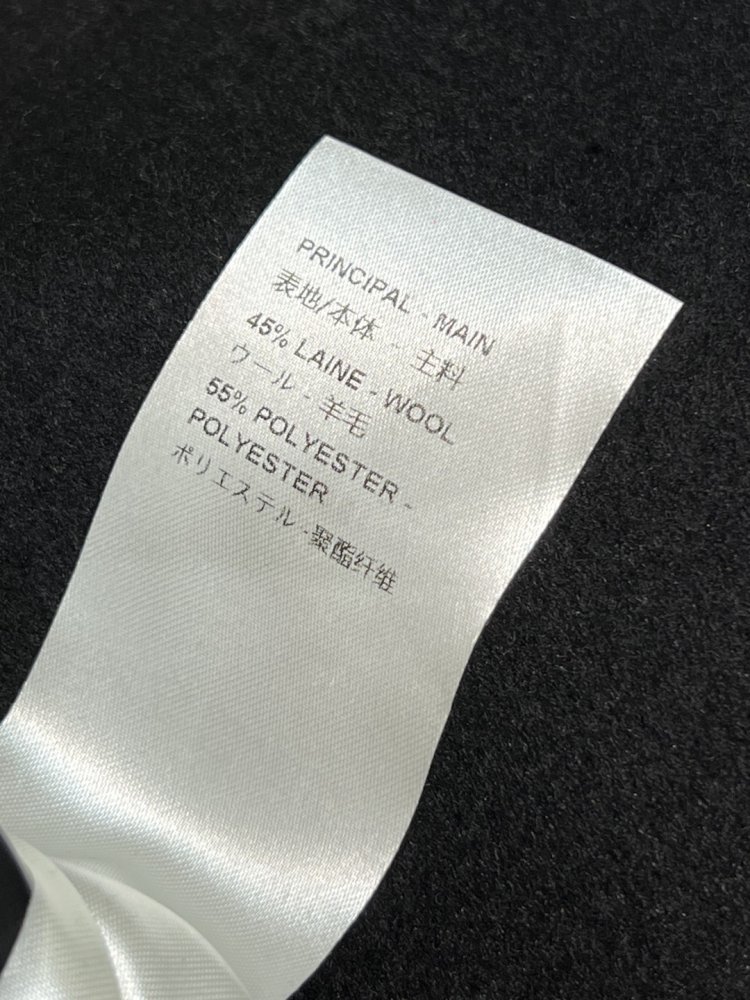 PRINCIPAL - MAIN
表地/本体 - 主料
45% LAINE - WOOL
ウール - 羊毛
55% POLYESTER -
POLYESTER
ポリエステル -聚酯纤维